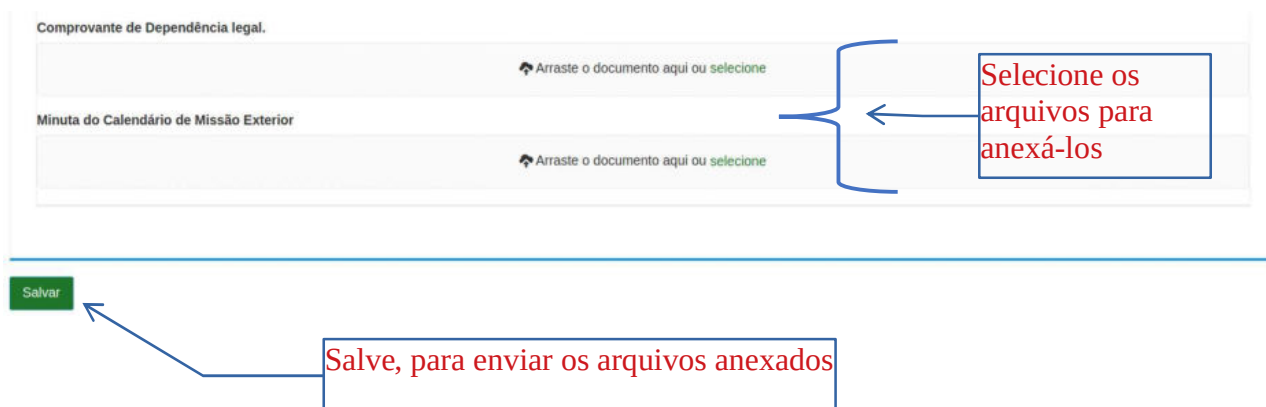 Comprovante de Dependência legal.
Arraste o documento aqui ou selecione
Selecione os
arquivos para
anexá-los
Minuta do Calendário de Missão Exterior
Arraste o documento aqui ou selecione
Salvar
Salve, para enviar os arquivos anexados